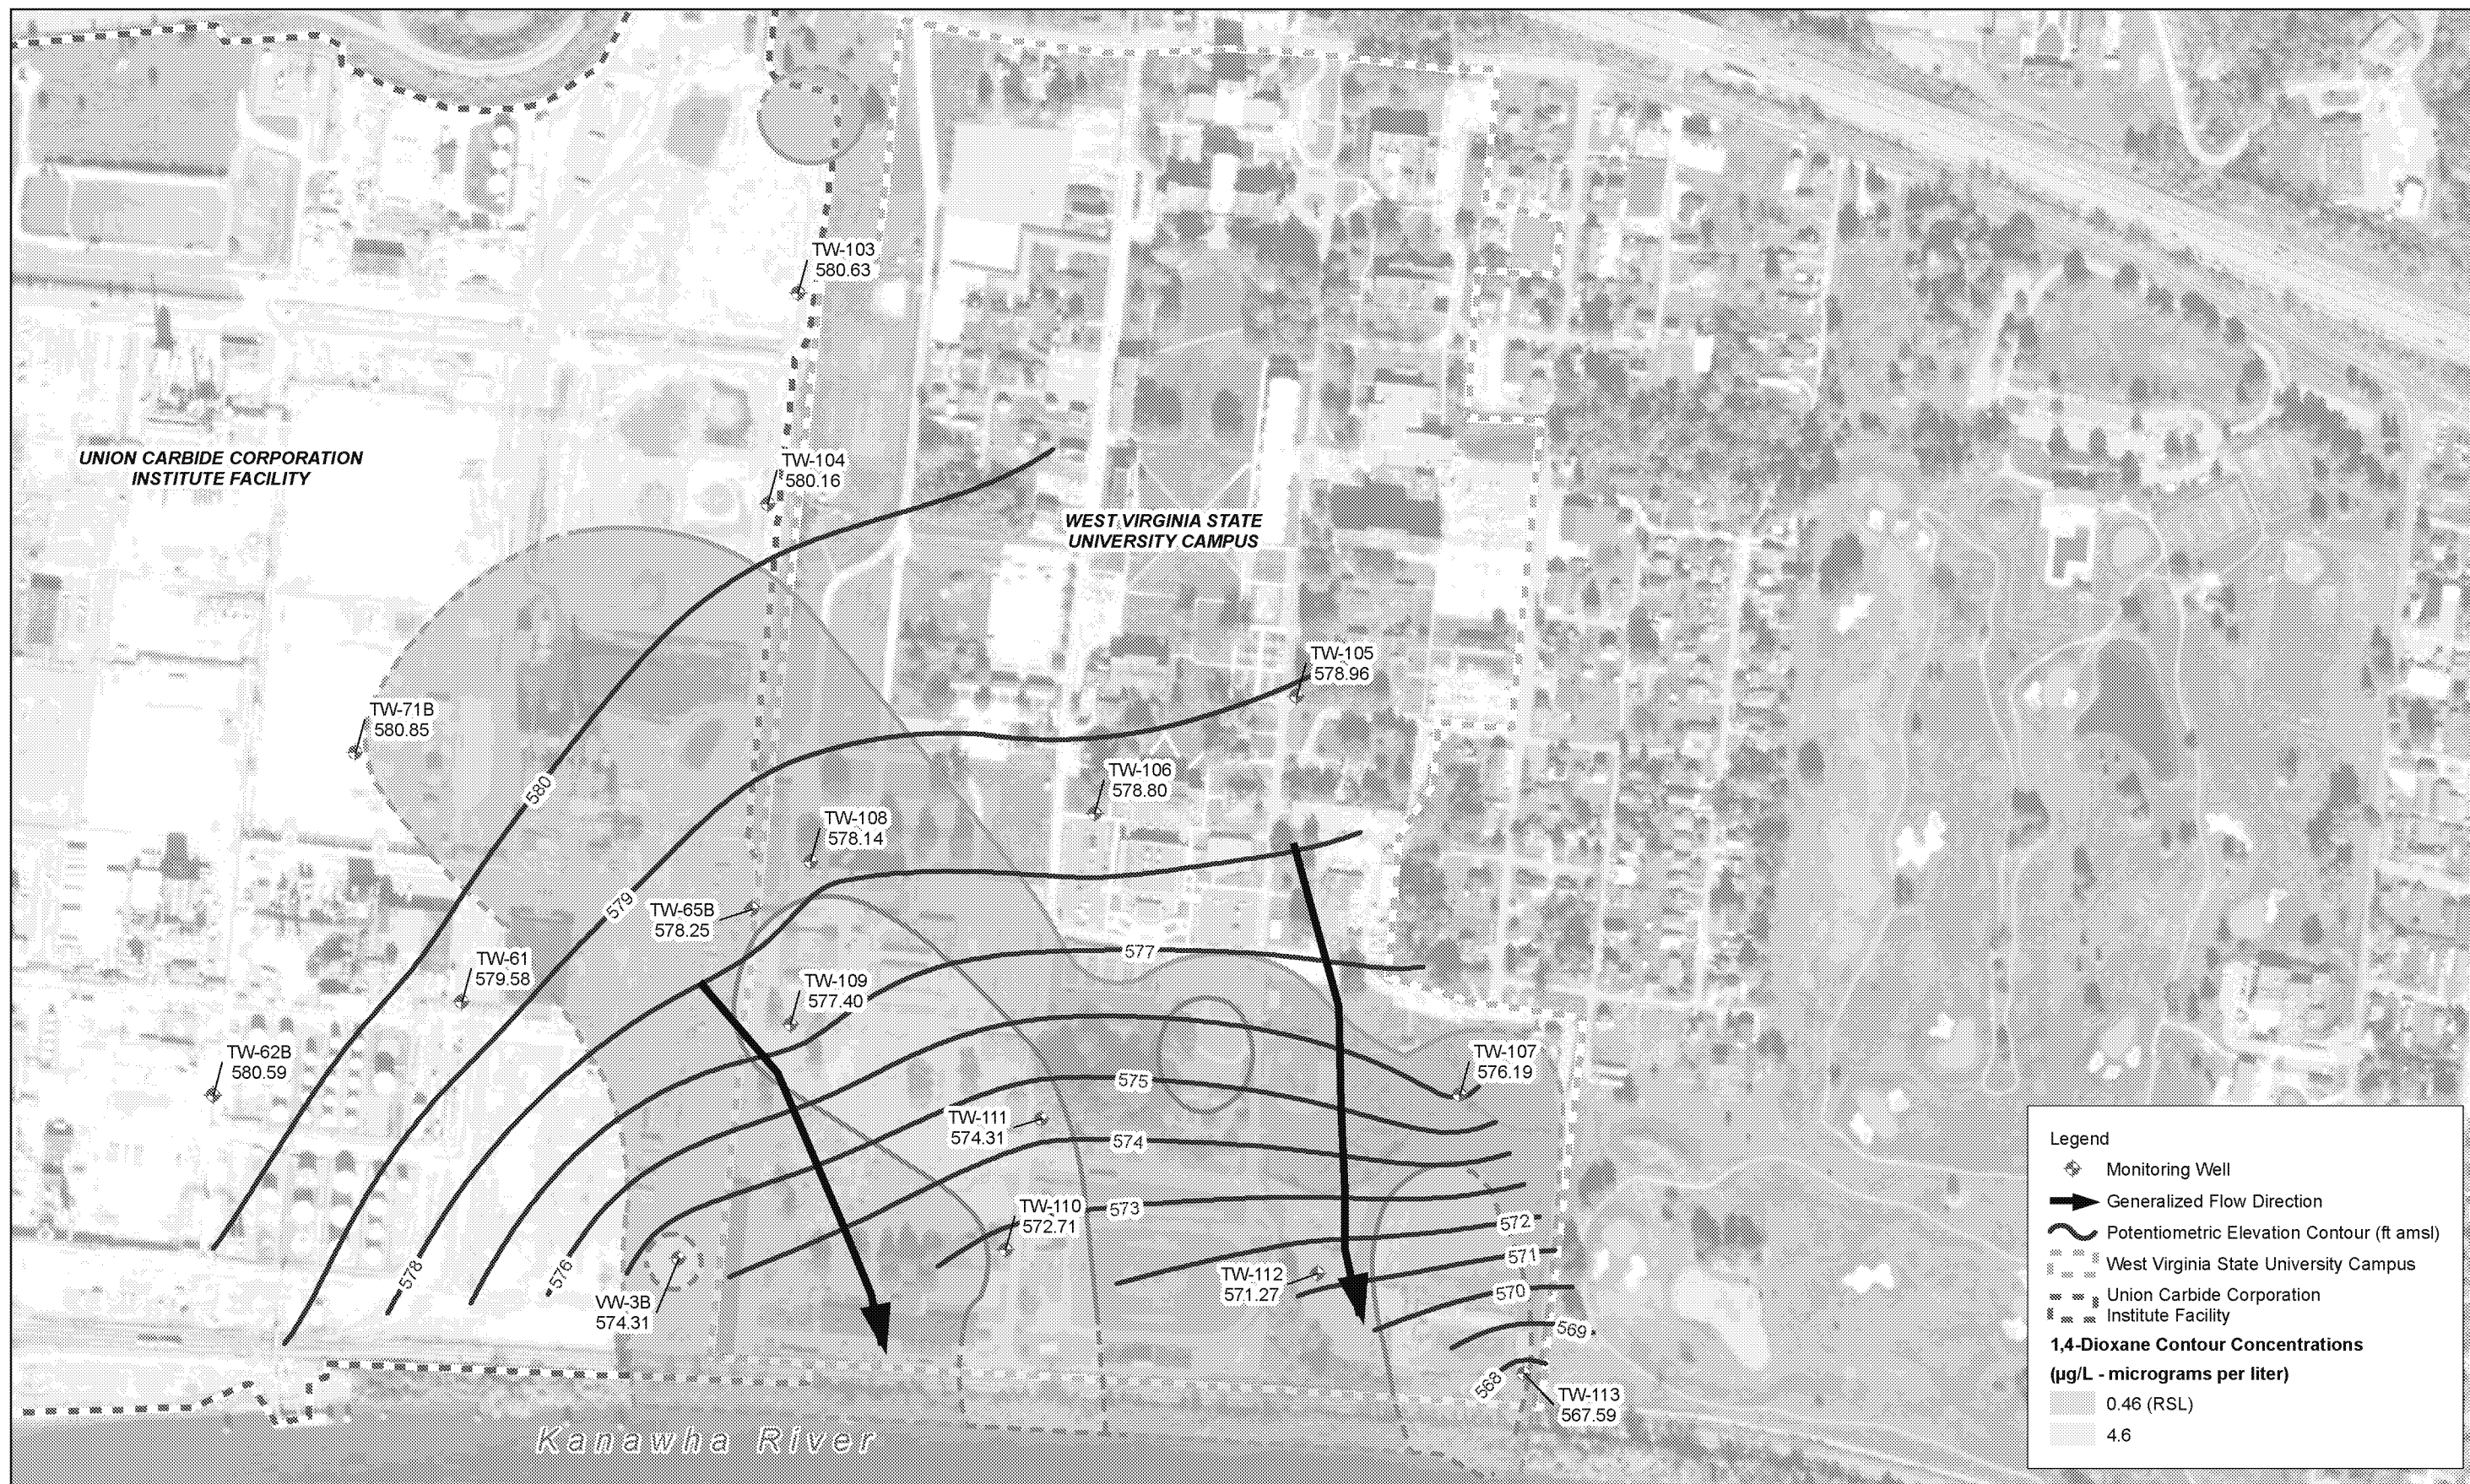 TW-103
580.63
TW-104
580.16
UNION CARBIDE CORPORATION
INSTITUTE FACILITY
WEST VIRGINIA STATE
UNIVERSITY CAMPUS
TW-105
578.96
TW-71B
580.85
580
TW-106
578.80
TW-108
578.14
579
TW-65B
578.25
577
TW-61
579.58
TW-109
577.40
TW-62B
580.59
TW-107
576.19
575
TW-111
574.31
574
573
TW-110
572.71
572
571
578
576
TW-112
571.27
570
VW-3B
574.31
569
568
TW-113
567.59
Kanawha River
Legend
Monitoring Well
Generalized Flow Direction
Potentiometric Elevation Contour (ft amsl)
West Virginia State University Campus
Union Carbide Corporation
Institute Facility
1,4-Dioxane Contour Concentrations
(µg/L - micrograms per liter)
0.46 (RSL)
4.6